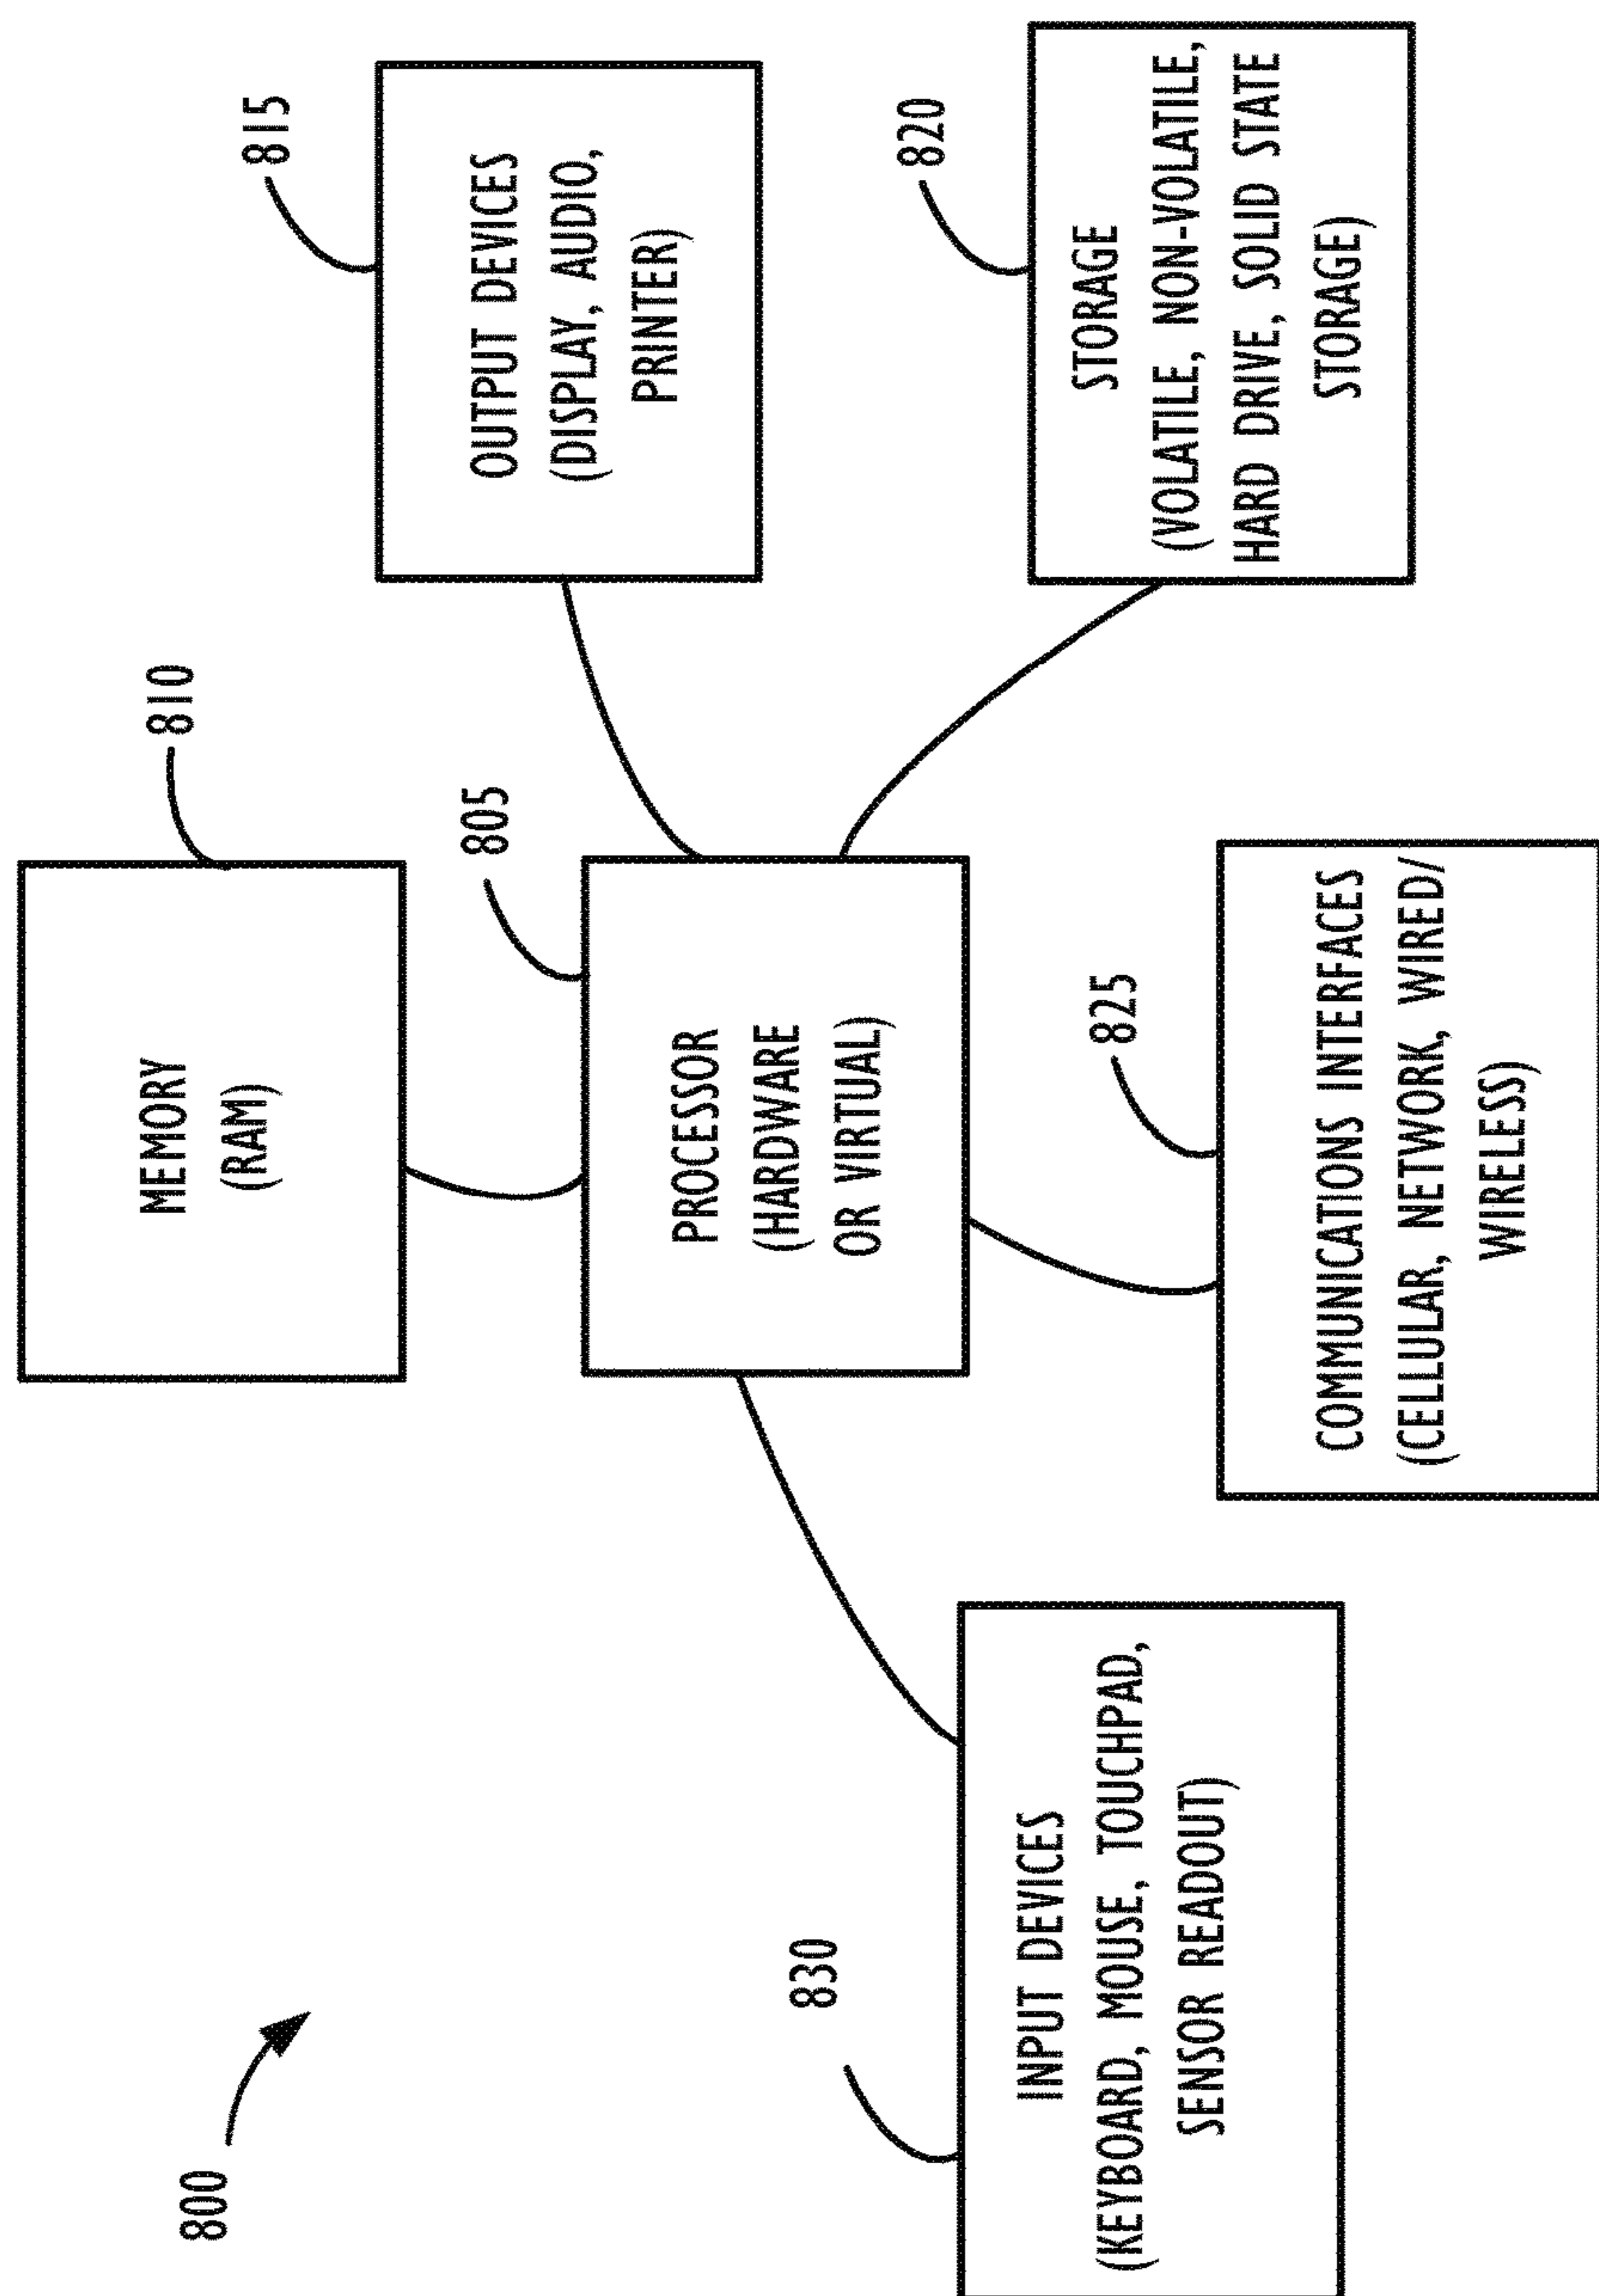 800
MEMORY
(RAM)
810
805
PROCESSOR
(HARDWARE
OR VIRTUAL)
OUTPUT DEVICES
(DISPLAY, AUDIO,
PRINTER)
815
INPUT DEVICES
(KEYBOARD, MOUSE, TOUCHPAD,
SENSOR READOUT)
830
COMMUNICATIONS INTERFACES
(CELLULAR, NETWORK, WIRED/
WIRELESS)
825
STORAGE
(VOLATILE, NON-VOLATILE,
HARD DRIVE, SOLID STATE
STORAGE)
820